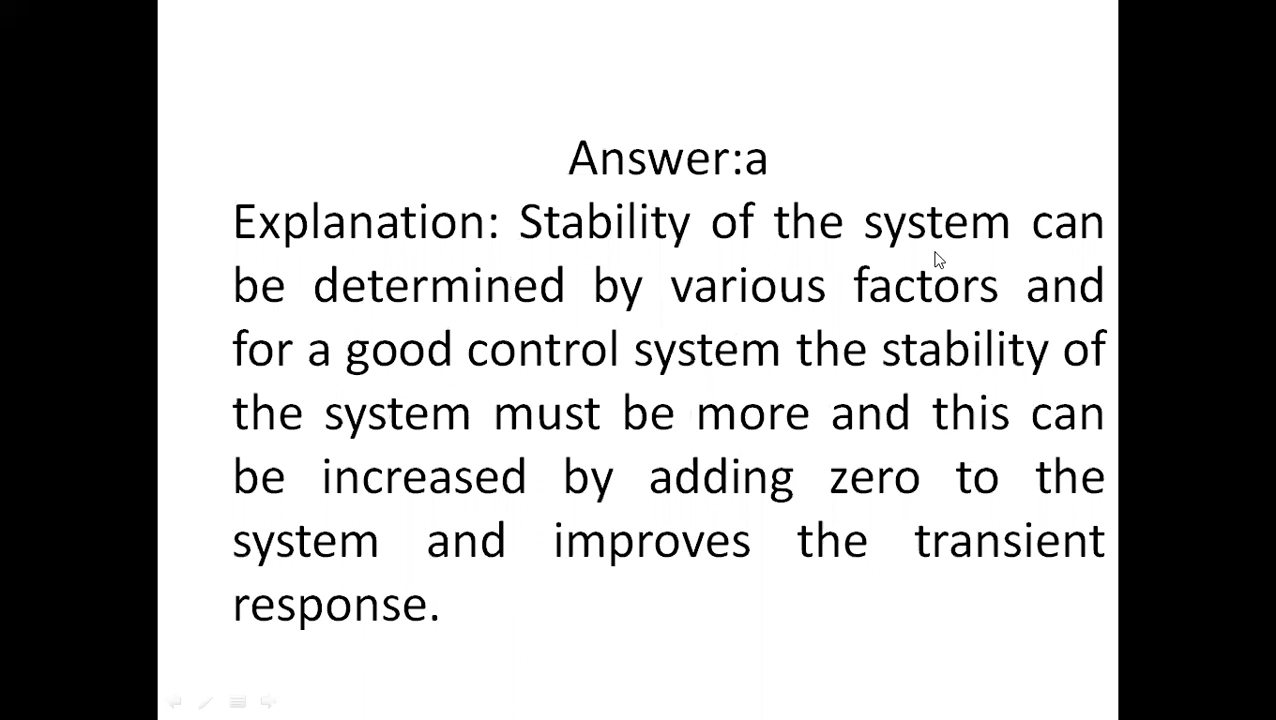 Answer:a
Explanation: Stability of the system can
be determined by various factors and
for a good control system the stability of
the system must be more and this can
be increased by adding zero to the
system and improves the transient
response.